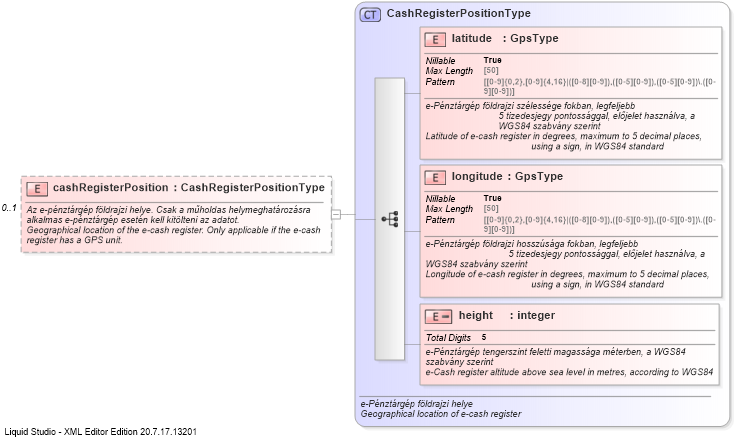 CT CashRegisterPositionType
E latitude : GpsType
Nillable True
Max Length [50]
Pattern [[0-9]{0,2},[0-9]{4,16}|([0-8][0-9]),([0-5][0-9]),([0-5][0-9])\.([0-
9][0-9])]
e-Pénztárgép földrajzi szélessége fokban, legfeljebb
5 tizedesjegy pontossággal, előjelet használva, a
WGS84 szabvány szerint
Latitude of e-cash register in degrees, maximum to 5 decimal places,
using a sign, in WGS84 standard
E longitude : GpsType
Nillable True
Max Length [50]
Pattern [[0-9]{0,2},[0-9]{4,16}|([0-8][0-9]),([0-5][0-9]),([0-5][0-9])\.([0-
9][0-9])]
e-Pénztárgép földrajzi hosszúsága fokban, legfeljebb
5 tizedesjegy pontossággal, előjelet használva, a
WGS84 szabvány szerint
Longitude of e-cash register in degrees, maximum to 5 decimal places,
using a sign, in WGS84 standard
E height : integer
Total Digits 5
e-Pénztárgép tengerszint feletti magassága méterben, a WGS84
szabvány szerint
e-Cash register altitude above sea level in metres, according to WGS84
e-Pénztárgép földrajzi helye
Geographical location of e-cash register
0..1
E cashRegisterPosition : CashRegisterPositionType
Az e-pénztárgép földrajzi helye. Csak a műholdas helymeghatározásra
alkalmas e-pénztárgép esetén kell kitölteni az adatot.
Geographical location of the e-cash register. Only applicable if the e-cash
register has a GPS unit.
Liquid Studio - XML Editor Edition 20.7.17.13201